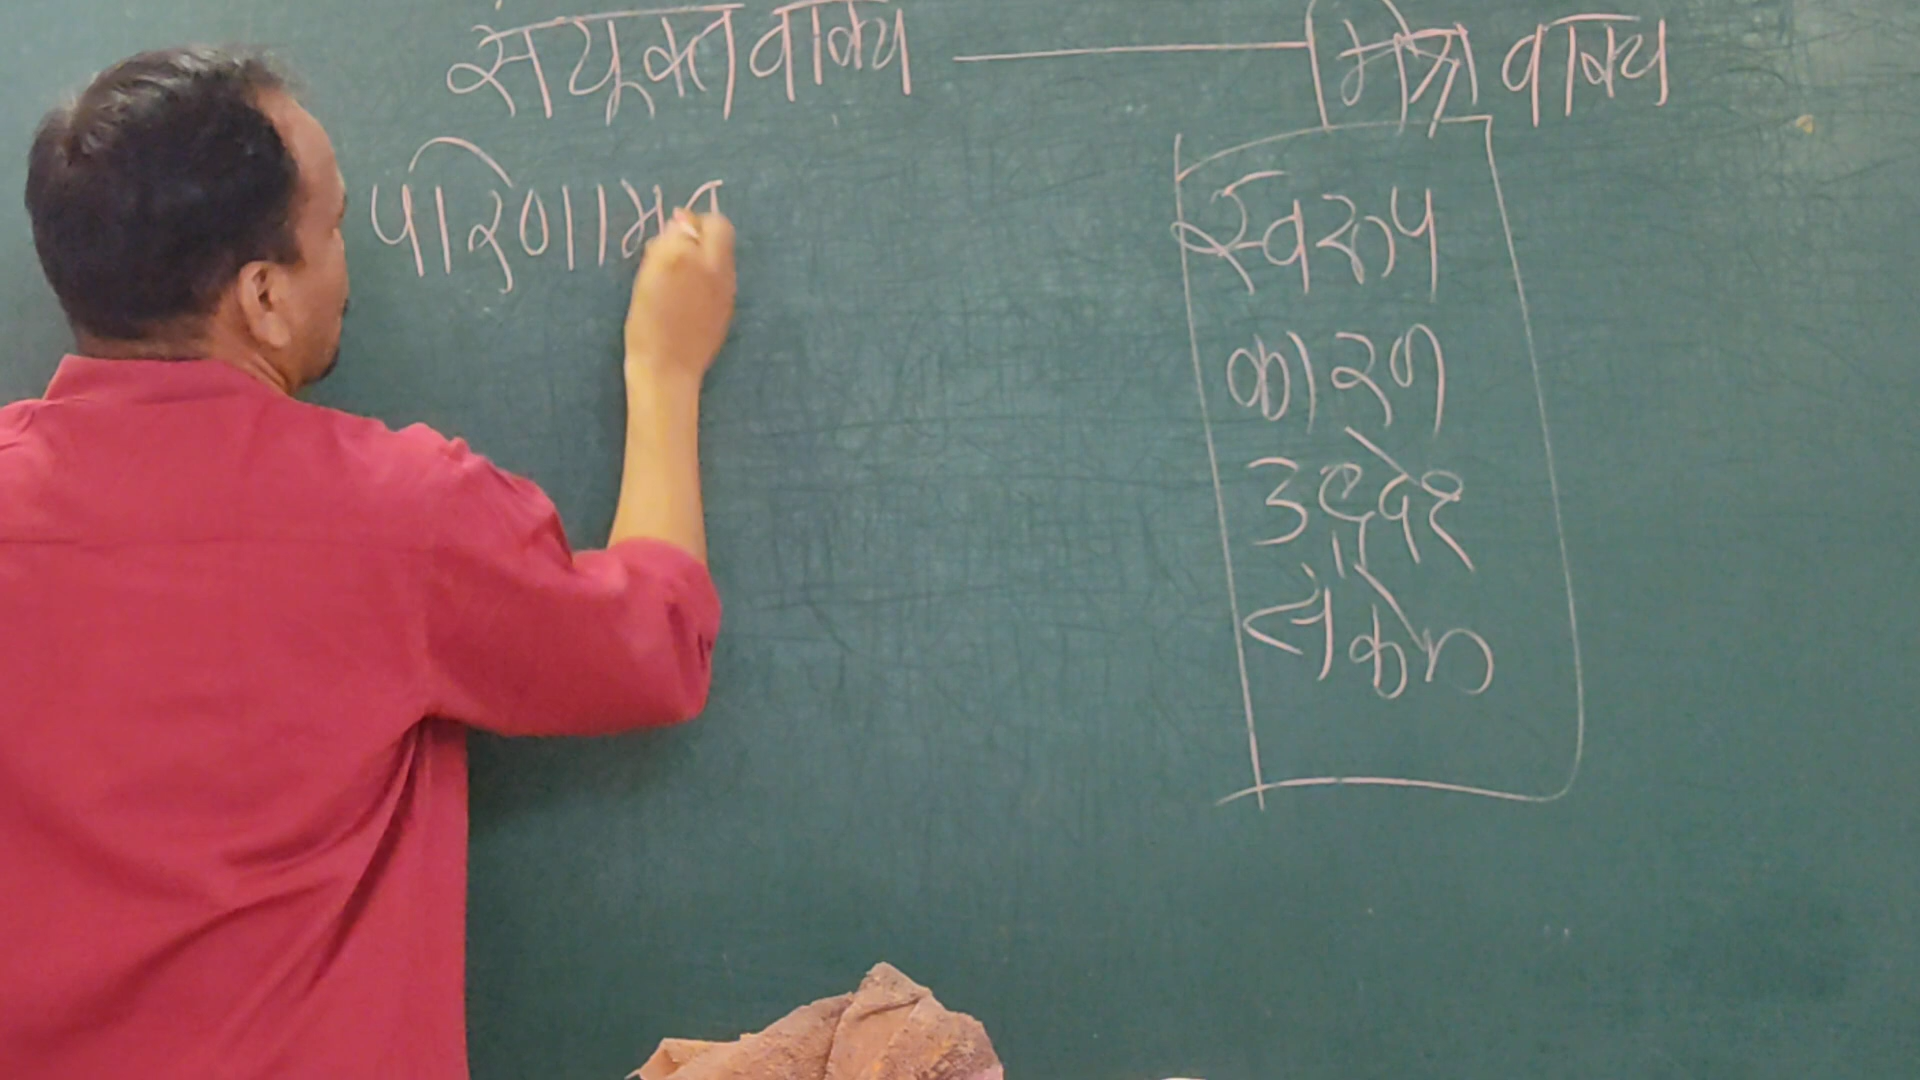 संयुक्त वाक्य — मिश्र वाक्य
परिणाम
स्वरूप
कारण
उद्देश
संकेत